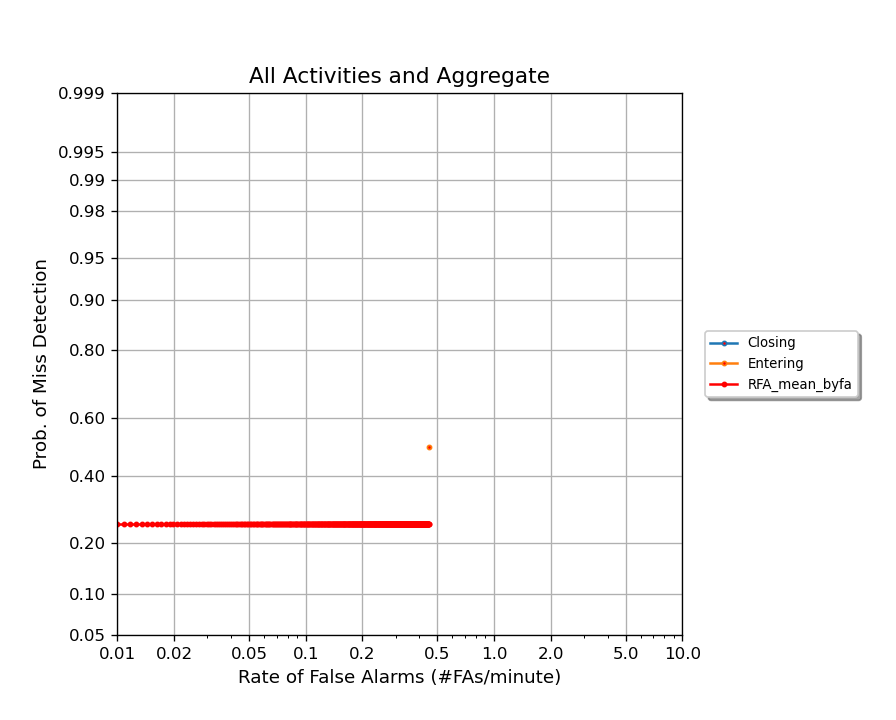 All Activities and Aggregate
0.999
0.995
0.99
0.98
0.95
0.90
0.80
0.60
0.40
0.20
0.10
0.05
Prob. of Miss Detection
0.01 0.02 0.05 0.1 0.2 0.5 1.0 2.0 5.0 10.0
Rate of False Alarms (#FAs/minute)
Closing
Entering
RFA_mean_byfa